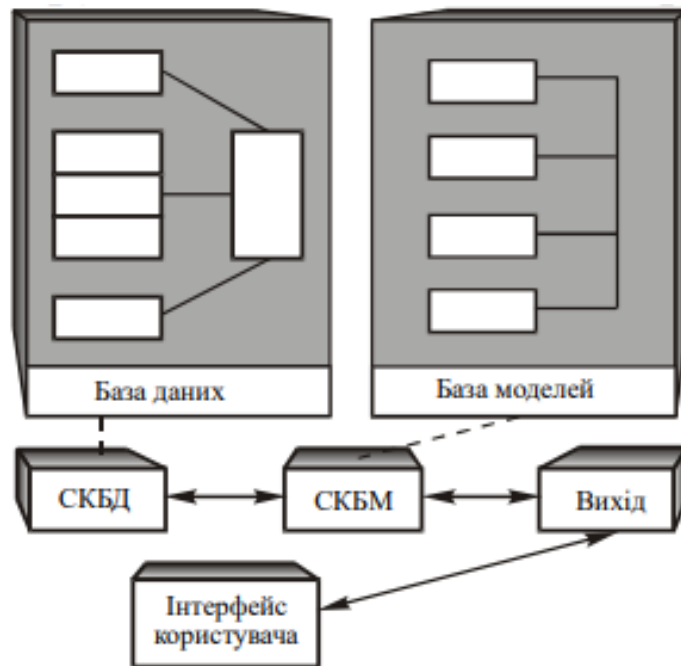 База даних
База моделей
СКБД
СКБМ
Вихід
Інтерфейс
користувача